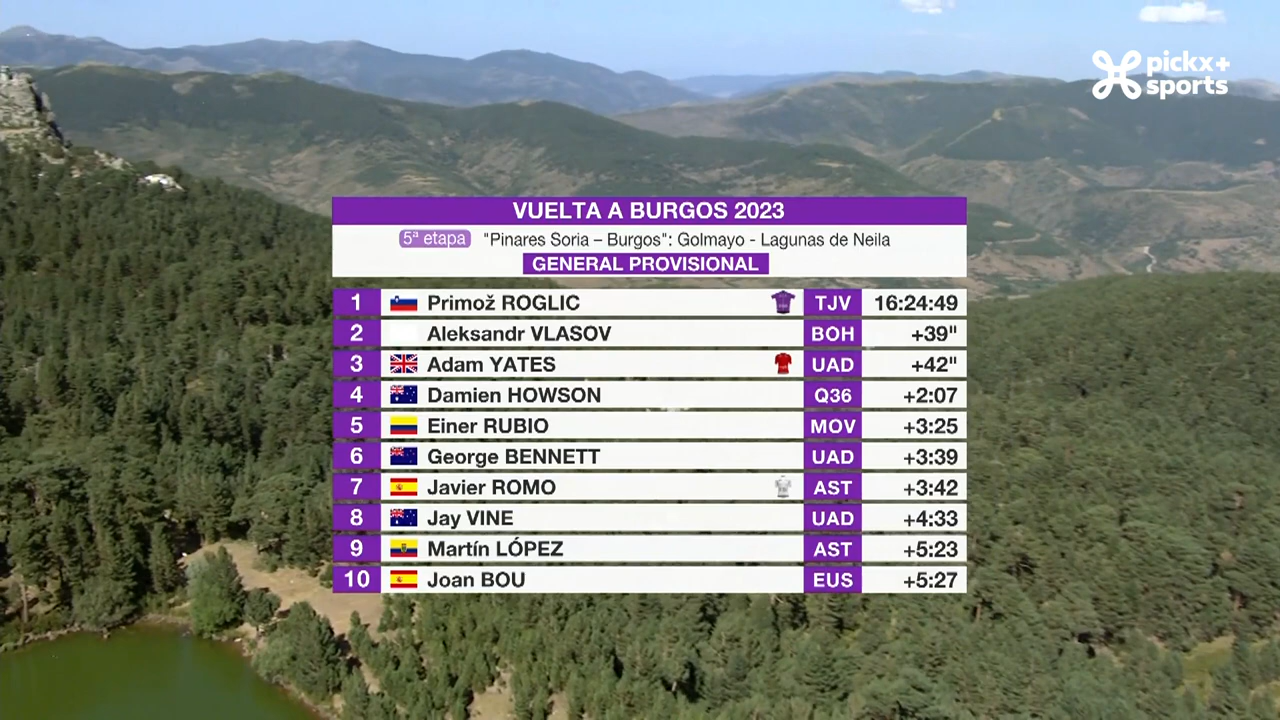 pickx+
sports
VUELTA A BURGOS 2023
5ª etapa "Pinares Soria – Burgos": Golmayo - Lagunas de Neila
GENERAL PROVISIONAL
1 Primož ROGLIC TJV 16:24:49
2 Aleksandr VLASOV BOH +39"
3 Adam YATES UAD +42"
4 Damien HOWSON Q36 +2:07
5 Einer RUBIO MOV +3:25
6 George BENNETT UAD +3:39
7 Javier ROMO AST +3:42
8 Jay VINE UAD +4:33
9 Martín LÓPEZ AST +5:23
10 Joan BOU EUS +5:27